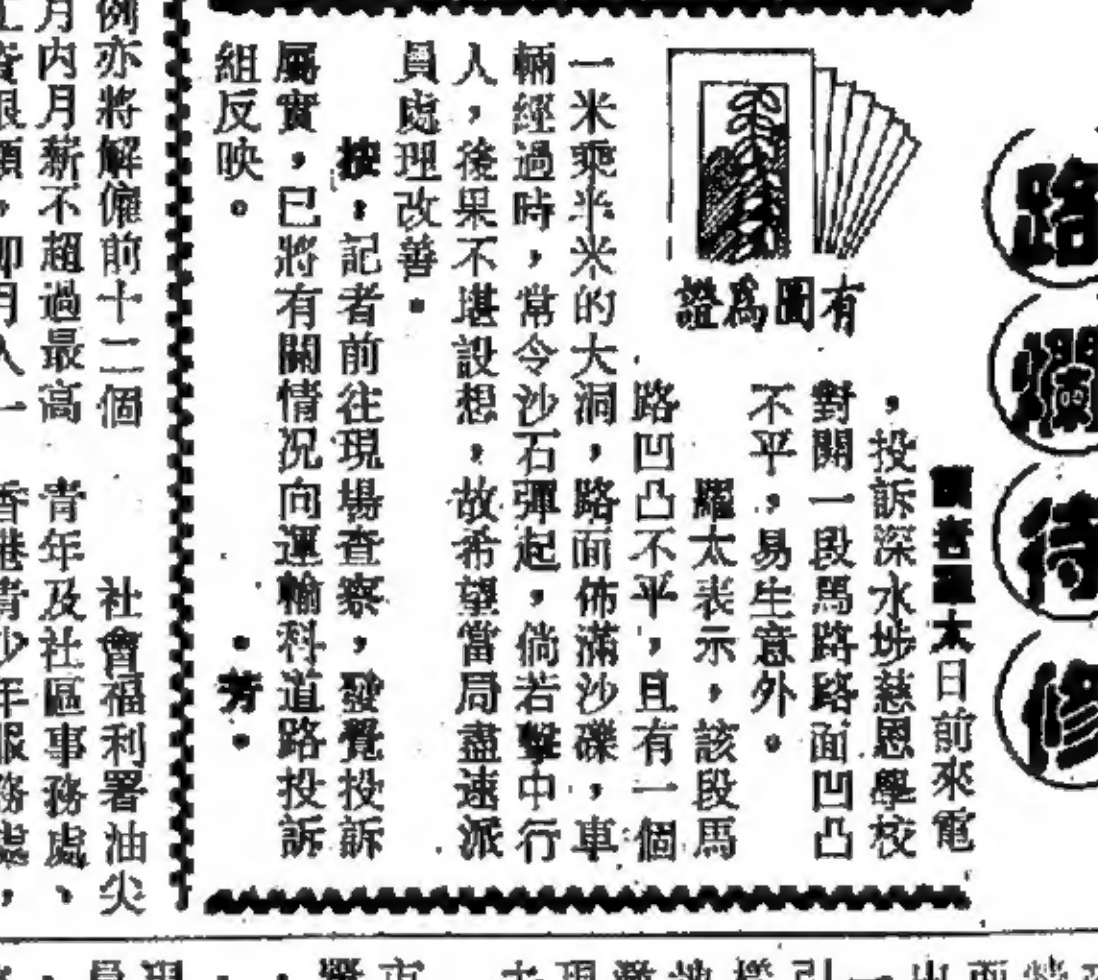 路爛待修
有圖為證
讀者羅太日前來電
，投訴深水埗慈恩學校
對開一段馬路路面凹凸
不平，易生意外。
羅太表示，該段馬
路凹凸不平，且有一個
一米乘半米的大洞，路面佈滿沙礫，車
輛經過時，常令沙石彈起，倘若擊中行
人，後果不堪設想，故希望當局盡速派
員處理改善。
按，記者前往現場查察，發覺投訴
屬實，已將有關情況向運輸科道路投訴
組反映。
·芳·
例亦將解僱前十二個
月內月薪不超過最高
社會福利署油尖
青年及社區事務處、